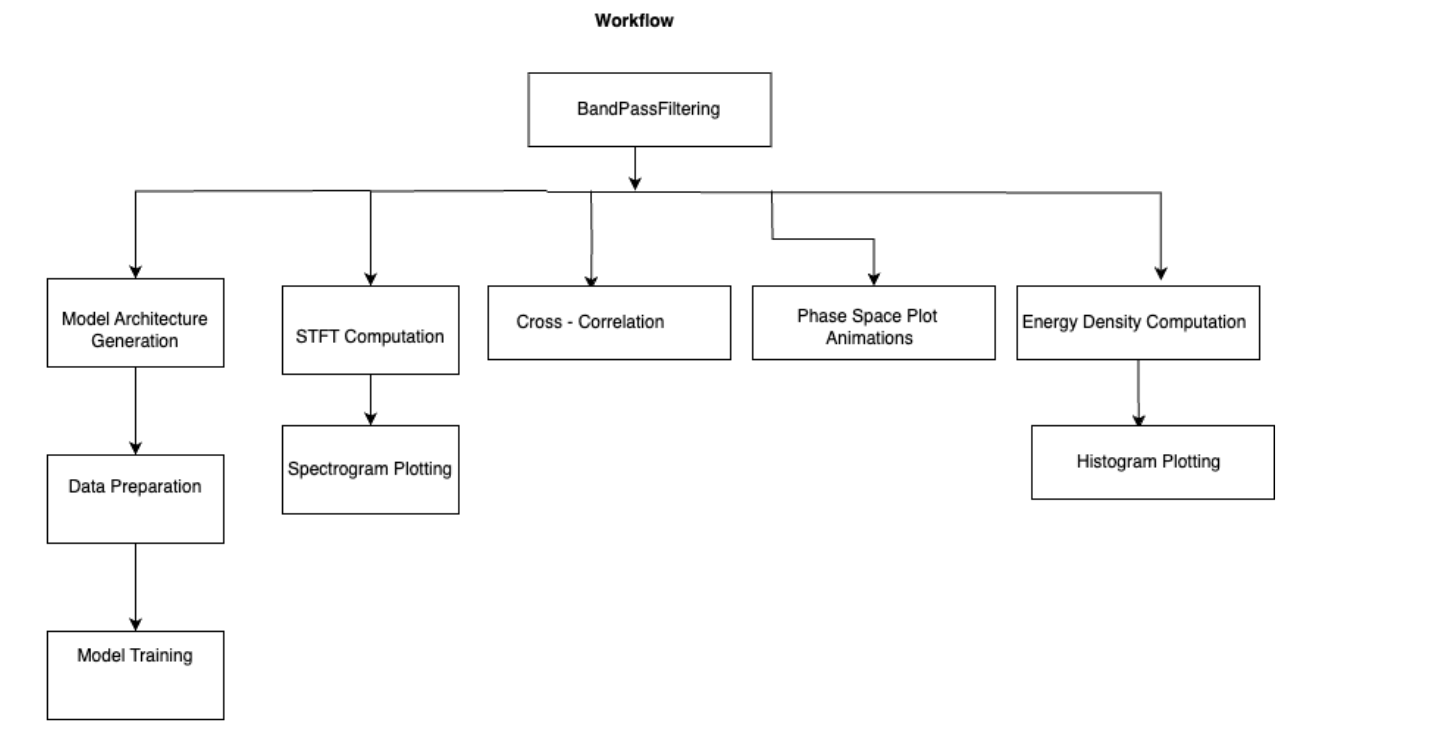 Workflow
BandPassFiltering
Model Architecture
Generation
STFT Computation
Cross - Correlation
Phase Space Plot
Animations
Energy Density Computation
Data Preparation
Spectrogram Plotting
Histogram Plotting
Model Training